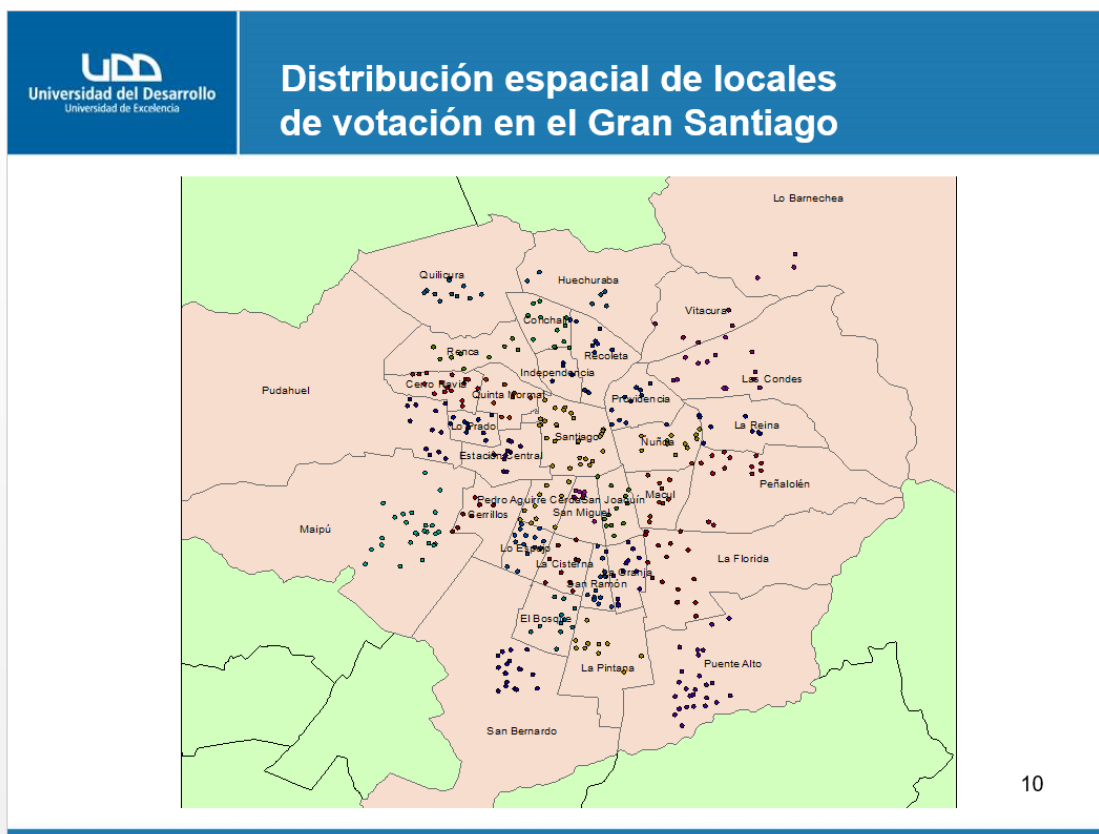 UDD
Universidad del Desarrollo
Universidad de Excelencia
Distribución espacial de locales
de votación en el Gran Santiago
Lo Barnechea
Quilicura
Huechuraba
Vitacura
Conchalí
Renca
Recoleta
Independencia
Las Condes
Pudahuel
Cerro Navia
Quinta Normal
Providencia
Lo Prado
La Reina
Santiago
Ñuñoa
Estación Central
Peñalolén
Pedro Aguirre Cerda
San Joaquín
Macul
Cerrillos
San Miguel
Maipú
Lo Espejo
La Cisterna
La Granja
La Florida
San Ramón
El Bosque
La Pintana
Puente Alto
San Bernardo
10